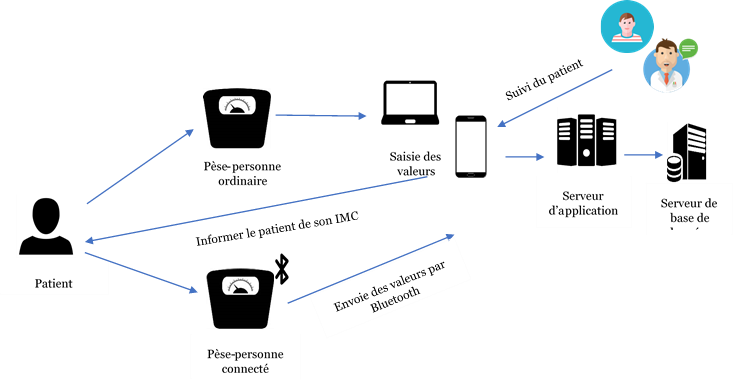 Suivi du patient
Pèse-personne
ordinaire
Saisie des
valeurs
Serveur
d'application
Serveur de
base de
Informer le patient de son IMC
Patient
Envoie des valeurs par
Bluetooth
Pèse-personne
connecté